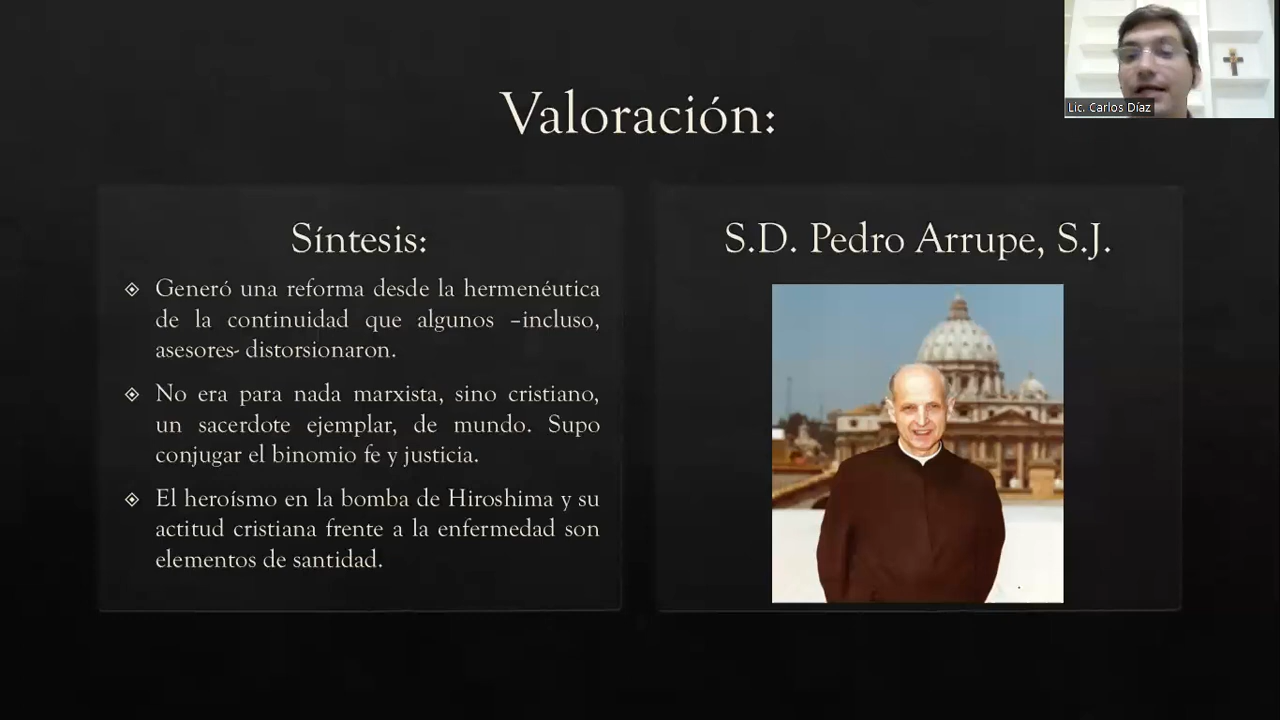 Lic. Carlos Díaz
Valoración:
Síntesis:
Generó una reforma desde la hermenéutica
de la continuidad que algunos –incluso,
asesores- distorsionaron.
No era para nada marxista, sino cristiano,
un sacerdote ejemplar, de mundo. Supo
conjugar el binomio fe y justicia.
El heroísmo en la bomba de Hiroshima y su
actitud cristiana frente a la enfermedad son
elementos de santidad.
S.D. Pedro Arrupe, S.J.